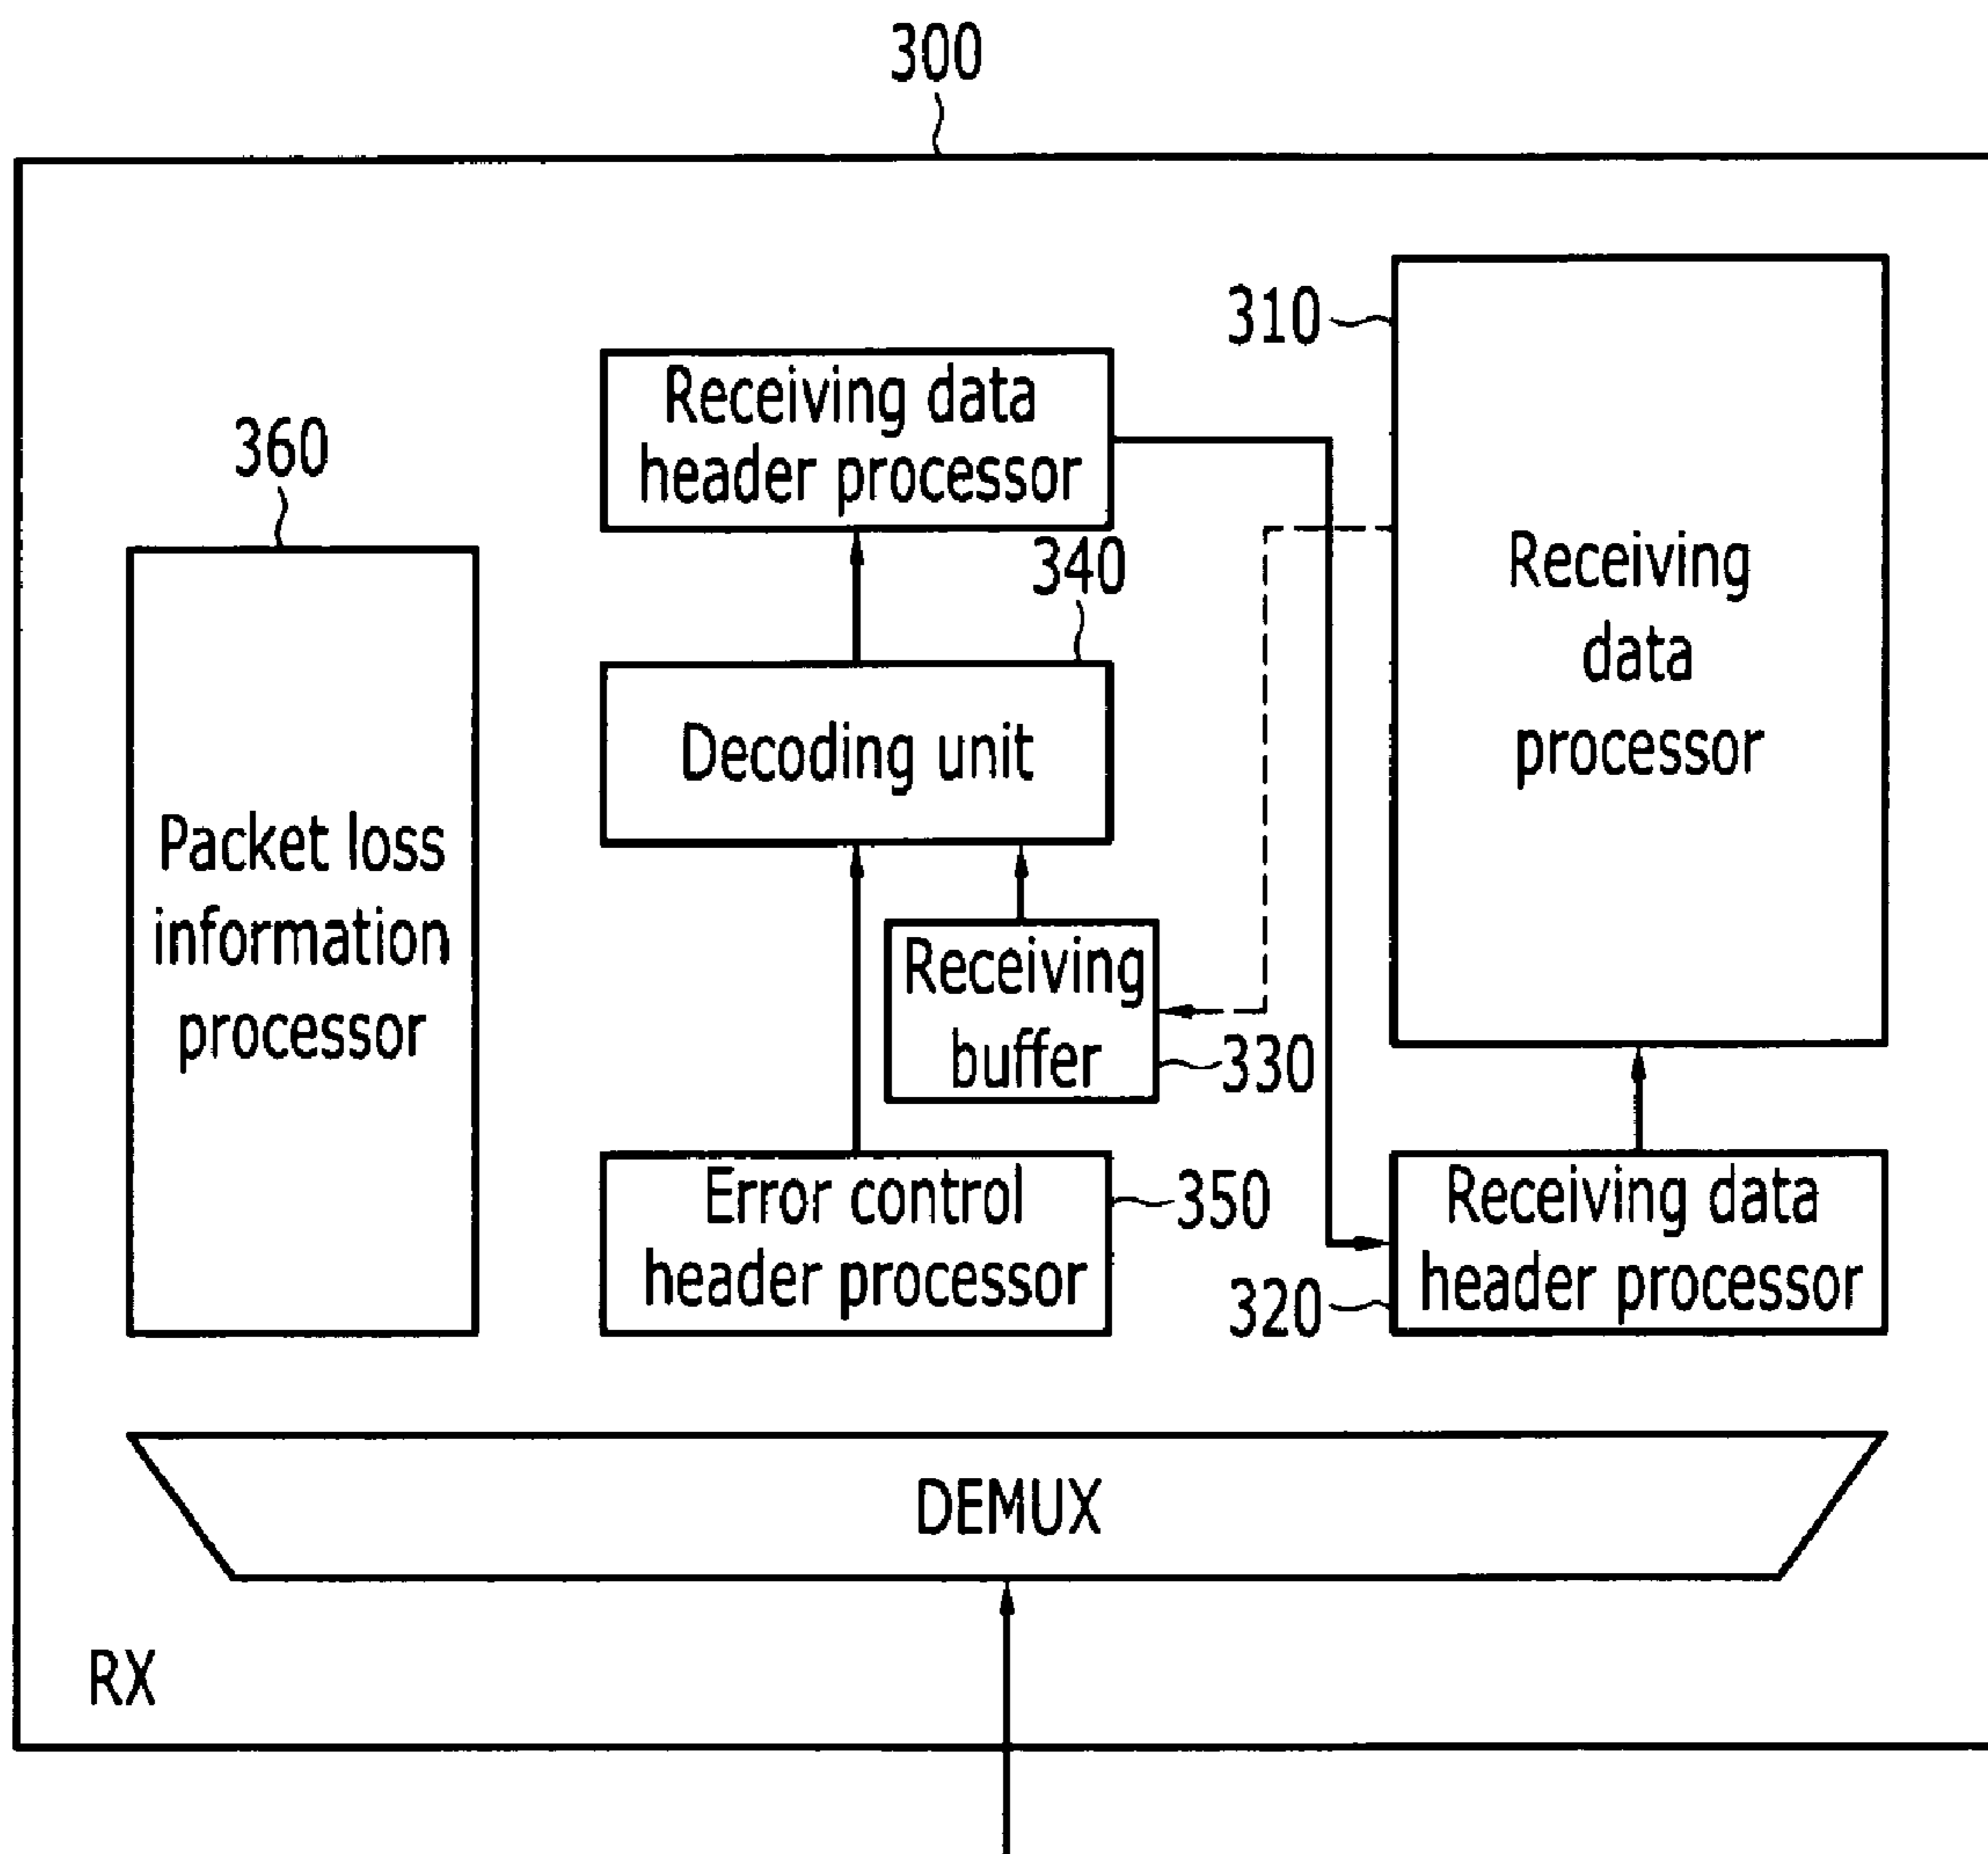 300
310
Receiving data
header processor
360
340
Receiving
data
processor
Decoding unit
Packet loss
information
processor
Receiving
buffer
330
Error control
header processor
350
Receiving data
header processor
320
DEMUX
RX